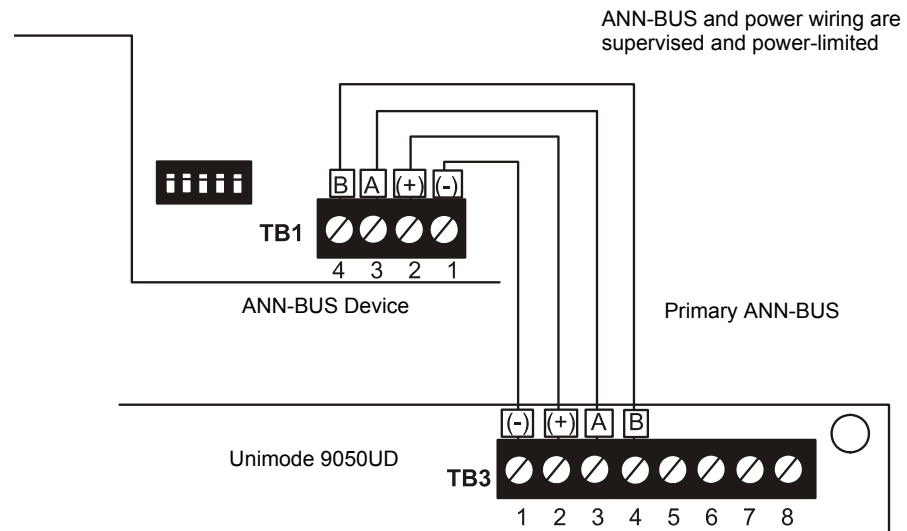 ANN-BUS and power wiring are
supervised and power-limited
B A (+) (-)
TB1
4 3 2 1
ANN-BUS Device
Primary ANN-BUS
(-) (+) A B
Unimode 9050UD
TB3
1 2 3 4 5 6 7 8